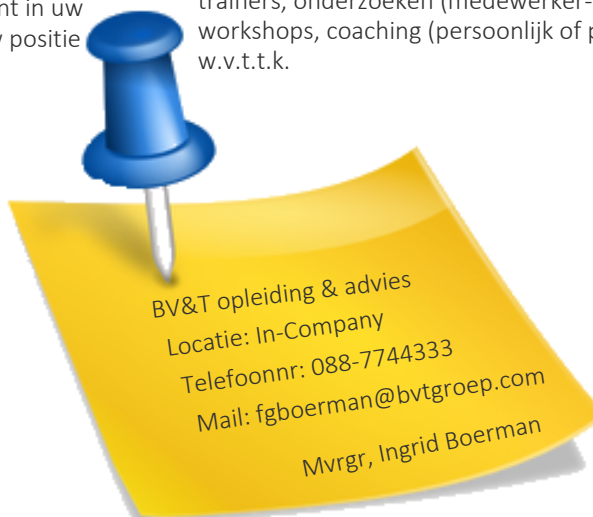 nt in uw
positie
trainers, onderzoeken (medewerker-
workshops, coaching (persoonlijk of p
w.v.t.t.k.
BV&T opleiding & advies
Locatie: In-Company
Telefoonnr: 088-7744333
Mail: fgboerman@bvtgroep.com
Mvrgr, Ingrid Boerman